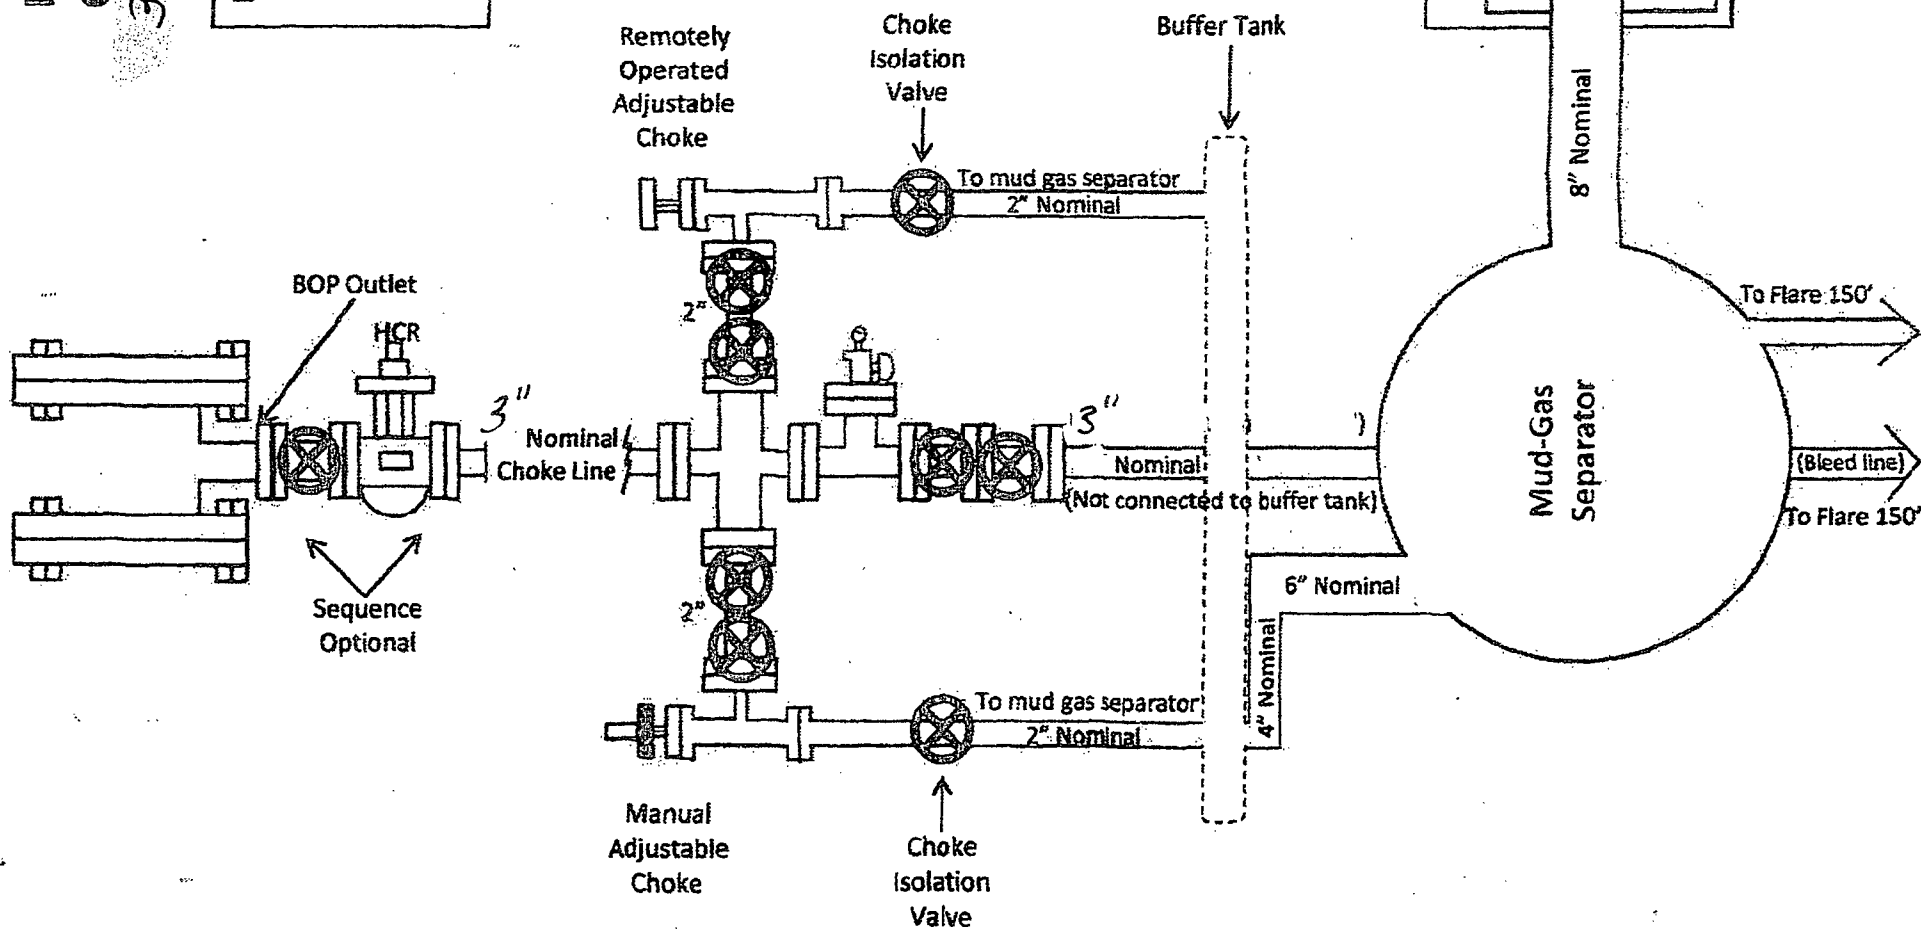 Remotely
Operated
Adjustable
Choke
Choke
Isolation
Valve
Buffer Tank
8" Nominal
To mud gas separator
2" Nominal
BOP Outlet
HCR
2"
To Flare 150'
3"
Nominal
Choke Line
3"
Nominal
(Not connected to buffer tank)
Mud-Gas
Separator
(Bleed line)
To Flare 150'
Sequence
Optional
2"
6" Nominal
4" Nominal
To mud gas separator
2" Nominal
Manual
Adjustable
Choke
Choke
Isolation
Valve